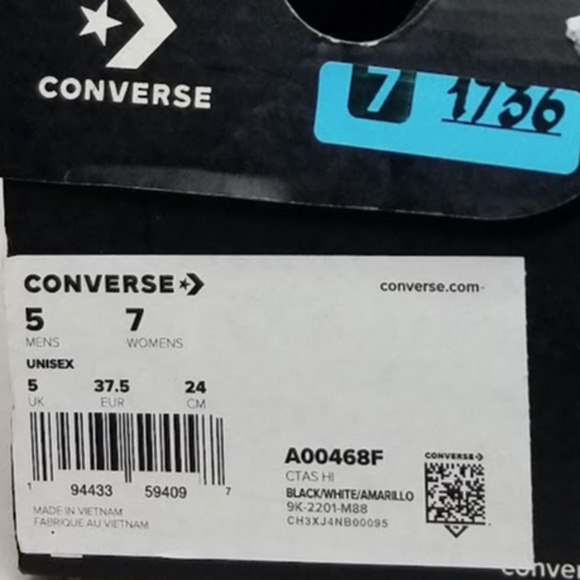 CONVERSE
7 1736
CONVERSE
converse.com
5 7
MENS WOMENS
UNISEX
5 37.5 24
UK EUR CM
1 94433 59409 7
MADE IN VIETNAM
FABRIQUE AU VIETNAM
A00468F
CTAS HI
BLACK/WHITE/AMARILLO
9K-2201-M88
CH3XJ4NB00095
CONVERSE